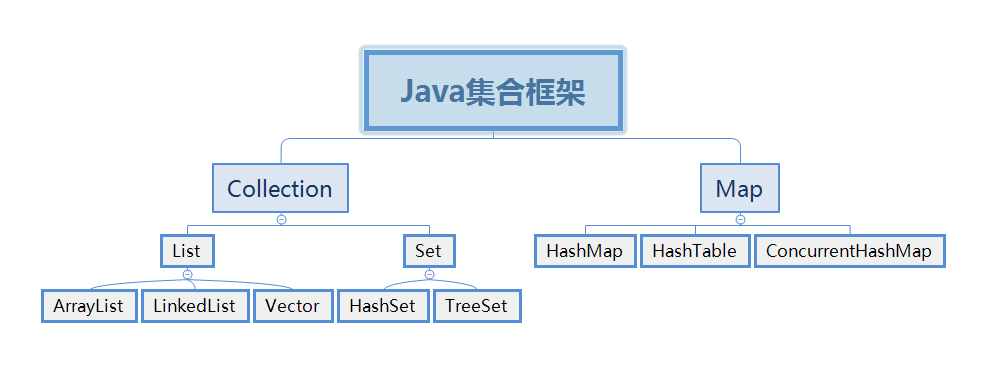 Java集合框架
Collection
Map
List
Set
HashMap
HashTable
ConcurrentHashMap
ArrayList
LinkedList
Vector
HashSet
TreeSet